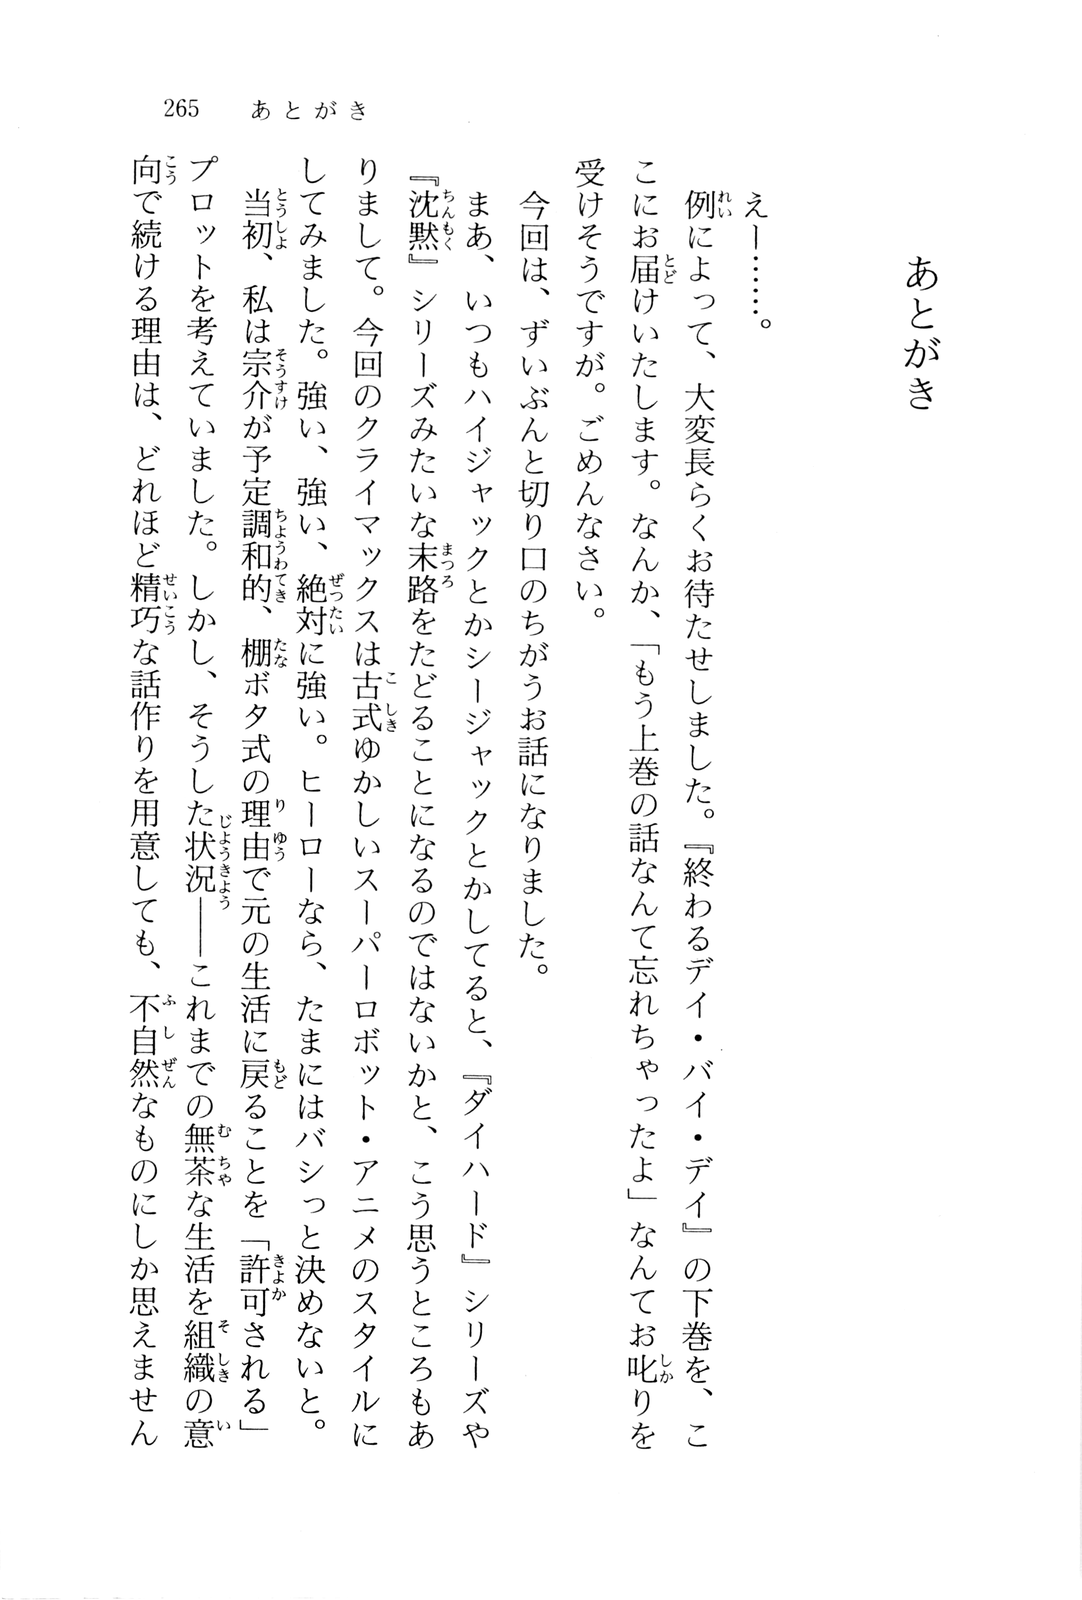 265　あとがき
あとがき
えー……。
例によって、大変長らくお待たせしました。『終わるデイ・バイ・デイ』の下巻を、こ
こにお届けいたします。なんか、「もう上巻の話なんて忘れちゃったよ」なんてお叱りを
受けそうですが。ごめんなさい。
今回は、ずいぶんと切り口のちがうお話になりました。
まあ、いつもハイジャックとかシージャックとかしてると、『ダイハード』シリーズや
『沈黙』シリーズみたいな末路をたどることになるのではないかと、こう思うところもあ
りまして。今回のクライマックスは古式ゆかしいスーパーロボット・アニメのスタイルに
してみました。強い、強い、絶対に強い。ヒーローなら、たまにはバシっと決めないと。
当初、私は宗介が予定調和的、棚ボタ式の理由で元の生活に戻ることを「許可される」
プロットを考えていました。しかし、そうした状況――これまでの無茶な生活を組織の意
向で続ける理由は、どれほど精巧な話作りを用意しても、不自然なものにしか思えません